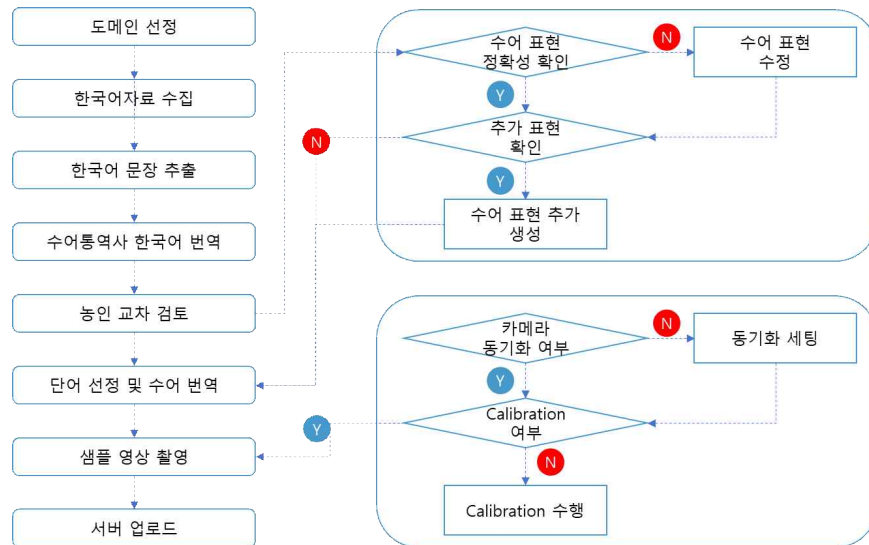 도메인 선정
한국어자료 수집
한국어 문장 추출
수어통역사 한국어 번역
농인 교차 검토
단어 선정 및 수어 번역
샘플 영상 촬영
서버 업로드
수어 표현
정확성 확인
N
수어 표현
수정
Y
추가 표현
확인
N
Y
수어 표현 추가
생성
카메라
동기화 여부
N
동기화 세팅
Y
Calibration
여부
Y
N
Calibration 수행